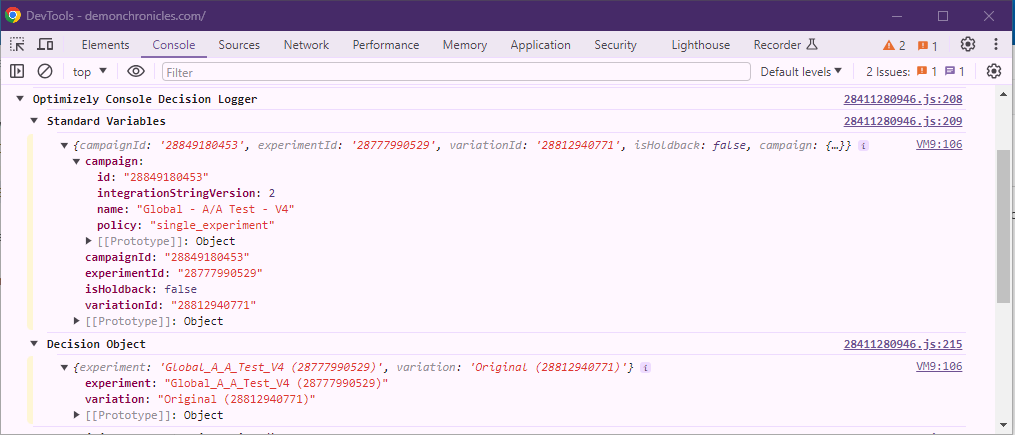 DevTools - demonchronicles.com/
Elements Console Sources Network Performance Memory Application Security Lighthouse Recorder 2 1
top Filter Default levels 2 Issues: 1 1
Optimizely Console Decision Logger 28411280946.js:208
Standard Variables 28411280946.js:209
{campaignId: '28849180453', experimentId: '28777990529', variationId: '28812940771', isHoldback: false, campaign: {…}} i VM9:106
campaign:
id: "28849180453"
integrationStringVersion: 2
name: "Global - A/A Test - V4"
policy: "single_experiment"
[[Prototype]]: Object
campaignId: "28849180453"
experimentId: "28777990529"
isHoldback: false
variationId: "28812940771"
[[Prototype]]: Object
Decision Object 28411280946.js:215
{experiment: 'Global_A_A_Test_V4 (28777990529)', variation: 'Original (28812940771)'} i VM9:106
experiment: "Global_A_A_Test_V4 (28777990529)"
variation: "Original (28812940771)"
[[Prototype]]: Object